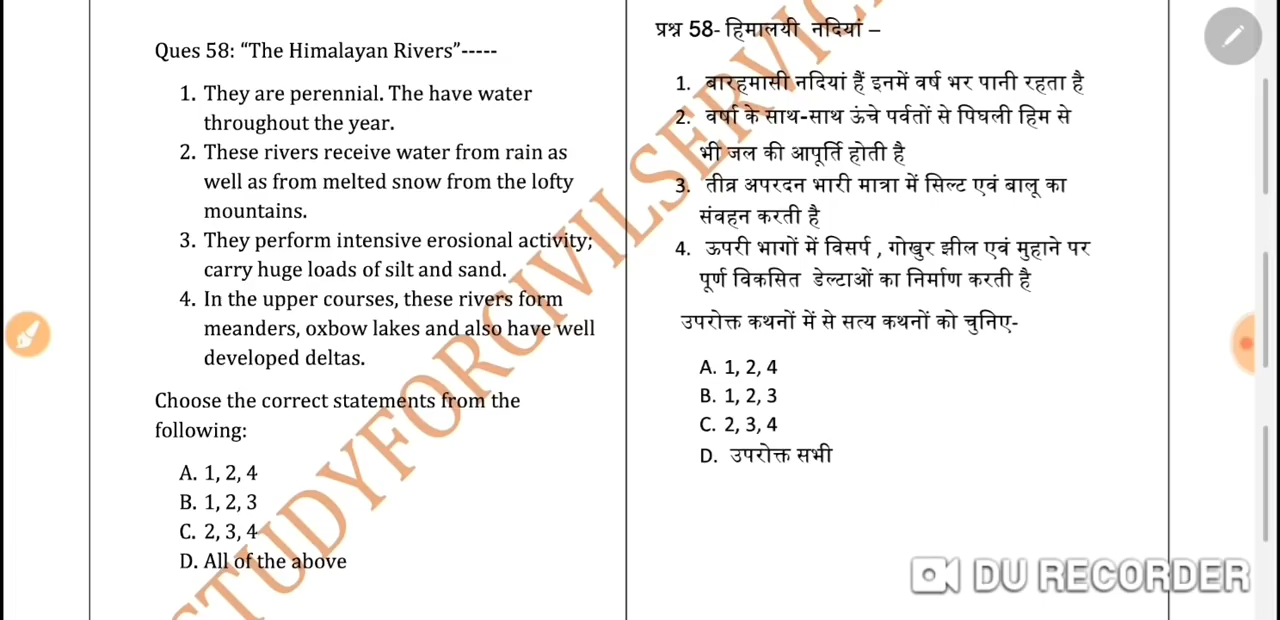 Ques 58: “The Himalayan Rivers”-----
1. They are perennial. The have water
throughout the year.
2. These rivers receive water from rain as
well as from melted snow from the lofty
mountains.
3. They perform intensive erosional activity;
carry huge loads of silt and sand.
4. In the upper courses, these rivers form
meanders, oxbow lakes and also have well
developed deltas.
Choose the correct statements from the
following:
A. 1, 2, 4
B. 1, 2, 3
C. 2, 3, 4
D. All of the above
प्रश्न 58- हिमालयी नदियां –
1. बारहमासी नदियां हैं इनमें वर्ष भर पानी रहता है
2. वर्षा के साथ-साथ ऊंचे पर्वतों से पिघली हिम से
भी जल की आपूर्ति होती है
3. तीव्र अपरदन भारी मात्रा में सिल्ट एवं बालू का
संवहन करती है
4. ऊपरी भागों में विसर्प , गोखुर झील एवं मुहाने पर
पूर्ण विकसित डेल्टाओं का निर्माण करती है
उपरोक्त कथनों में से सत्य कथनों को चुनिए-
A. 1, 2, 4
B. 1, 2, 3
C. 2, 3, 4
D. उपरोक्त सभी
STUDYFORCIVILSERVIC
DU RECORDER